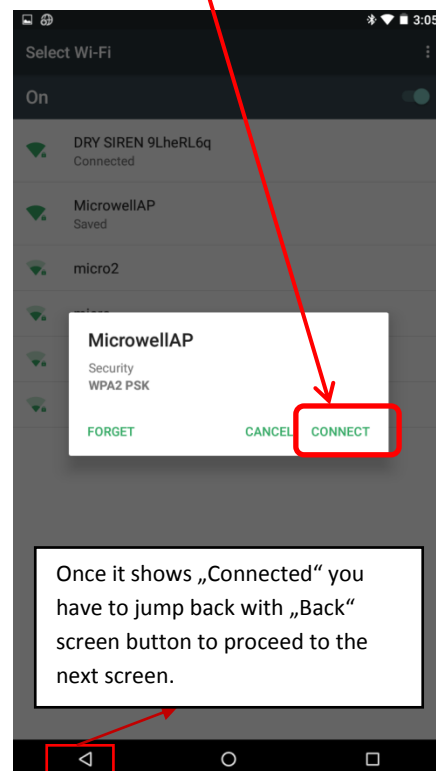 3:05
Select Wi-Fi
On
DRY SIREN 9LheRL6q
Connected
MicrowellAP
Saved
micro2
MicrowellAP
Security
WPA2 PSK
FORGET CANCEL CONNECT
Once it shows „Connected“ you
have to jump back with „Back“
screen button to proceed to the
next screen.